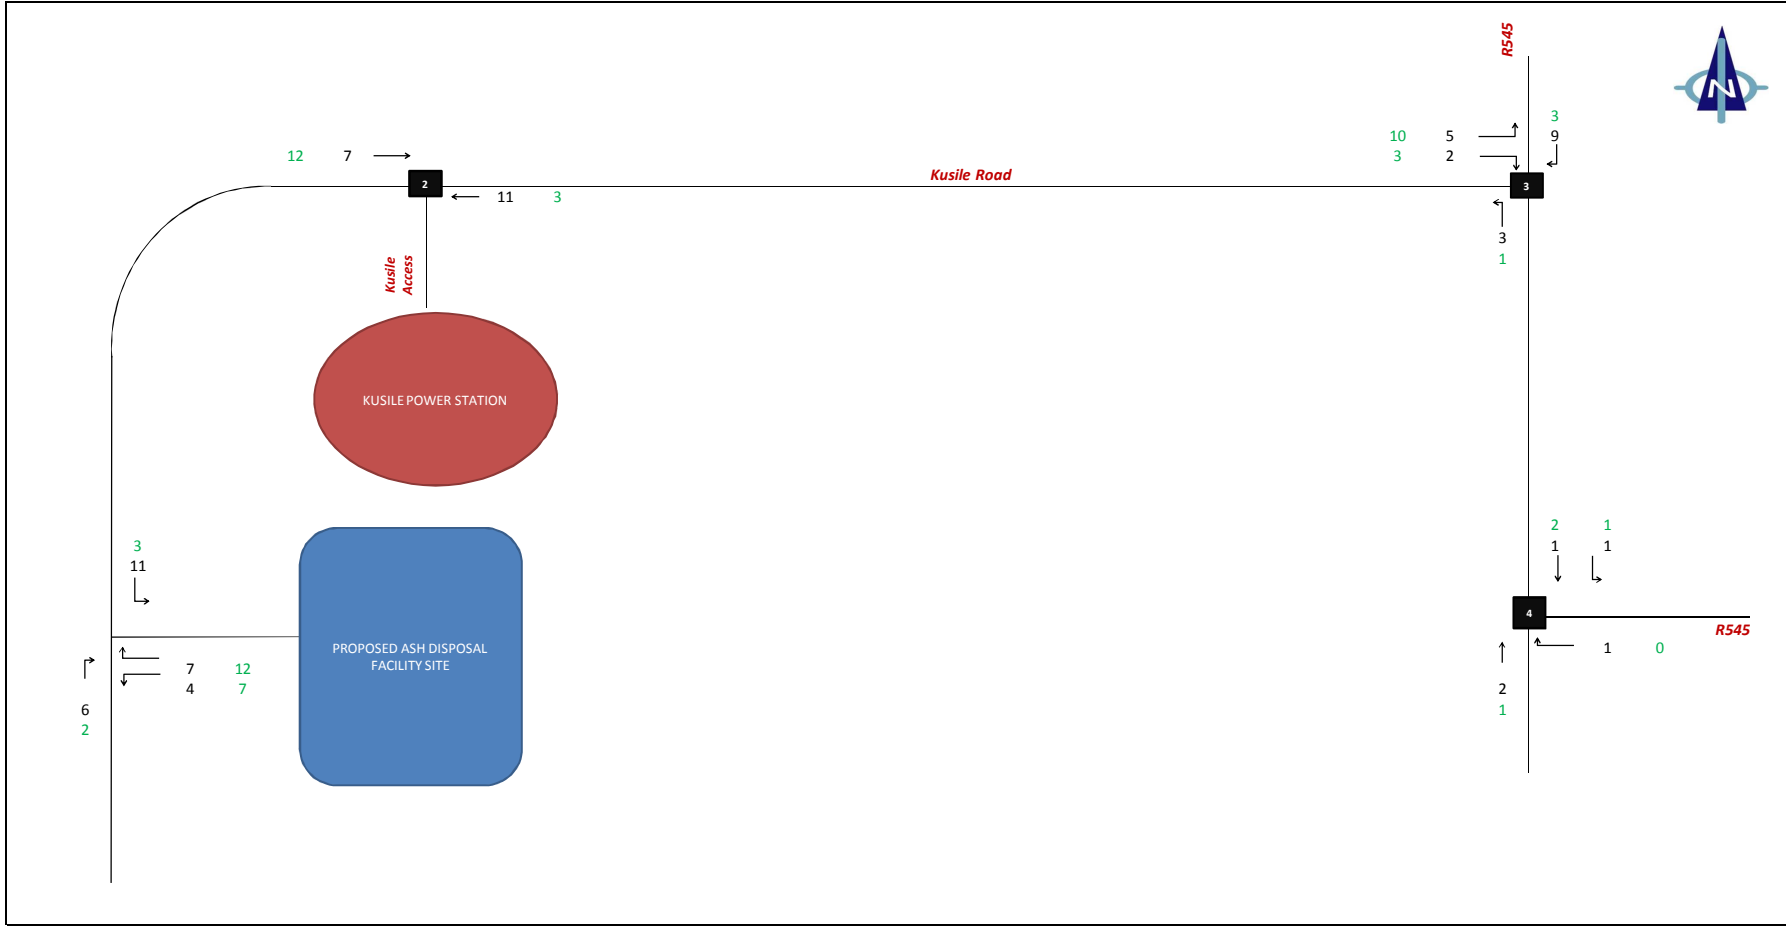 R545
N
3
10 5 9
12 7
3 2
Kusile Road
2
3
11 3
3
1
Kusile
Access
KUSILE POWER STATION
2 1
3
1 1
11
4
R545
PROPOSED ASH DISPOSAL
FACILITY SITE
1 0
7 12
4 7
2
6
1
2